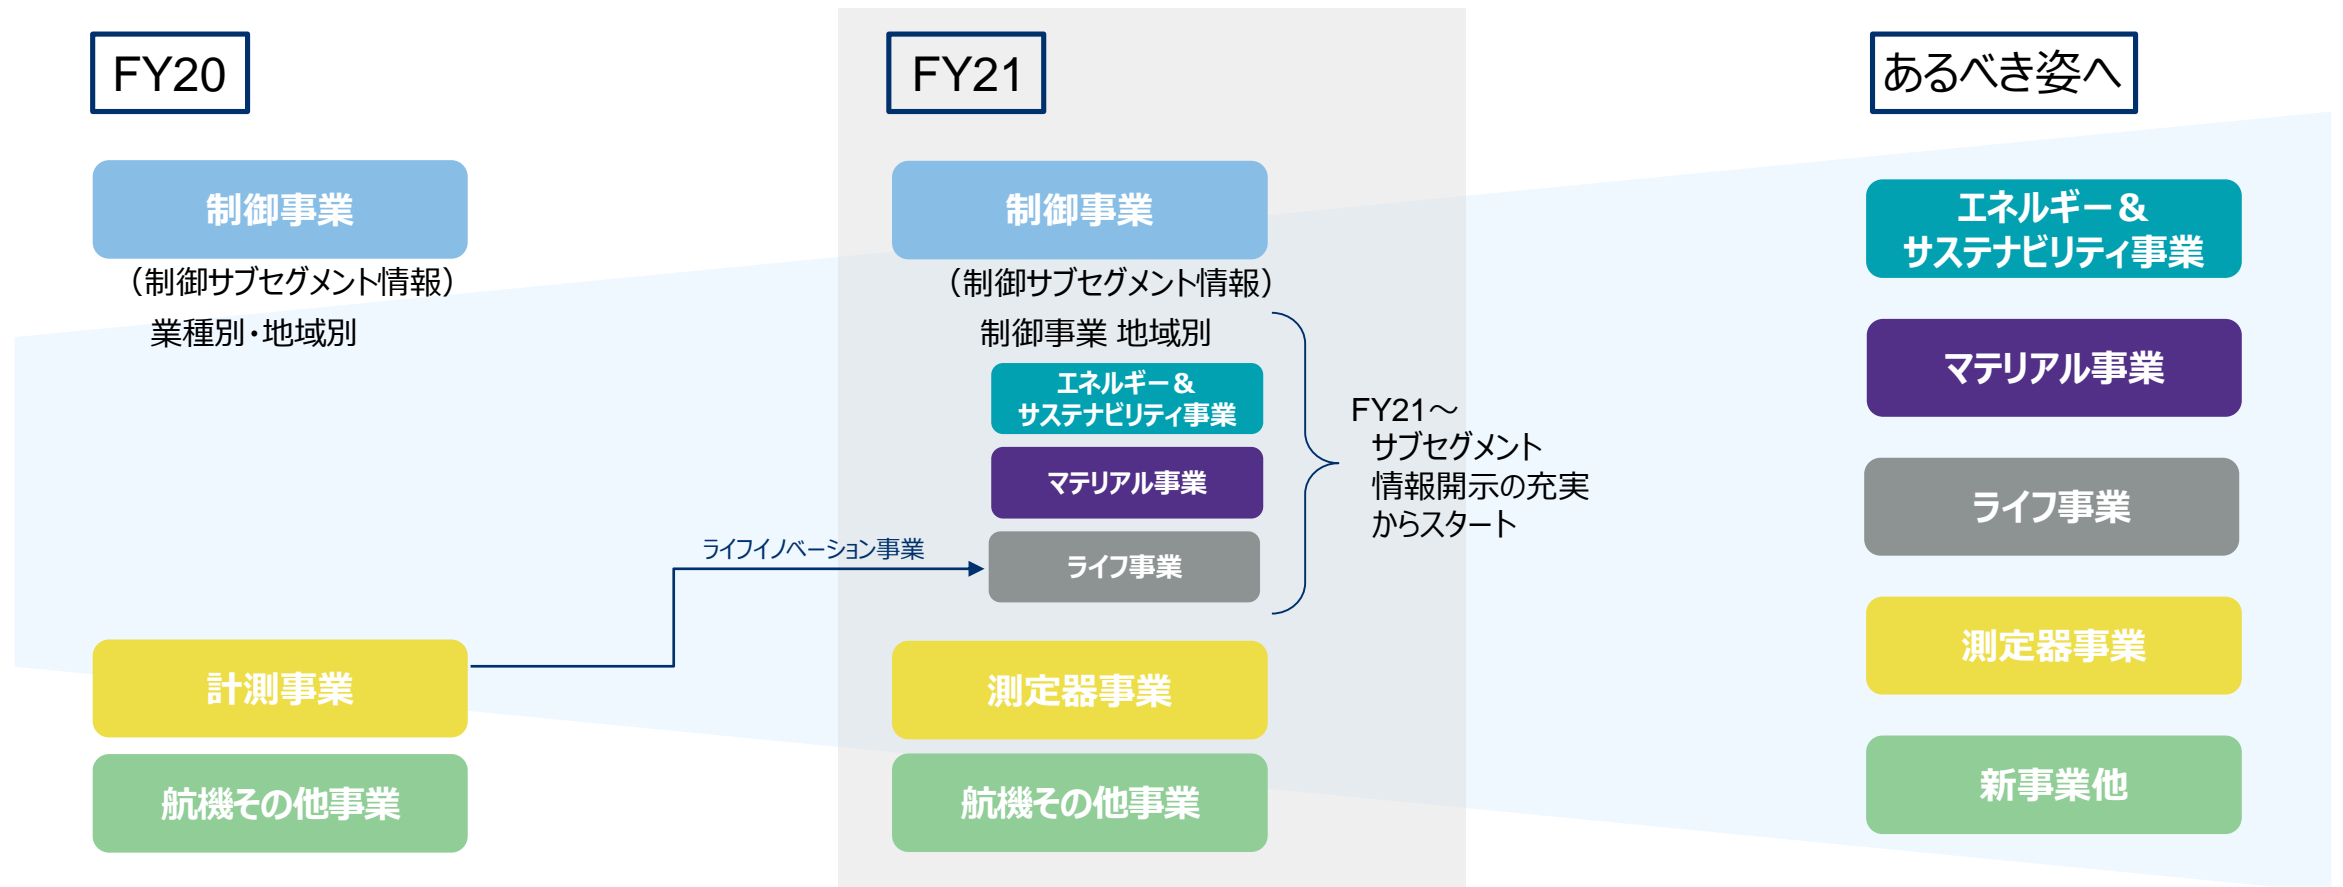 FY20
制御事業
（制御サブセグメント情報）
業種別・地域別
計測事業
航機その他事業
ライフイノベーション事業
FY21
制御事業
（制御サブセグメント情報）
制御事業 地域別
エネルギー＆
サステナビリティ事業
マテリアル事業
ライフ事業
測定器事業
航機その他事業
FY21～
サブセグメント
情報開示の充実
からスタート
あるべき姿へ
エネルギー＆
サステナビリティ事業
マテリアル事業
ライフ事業
測定器事業
新事業他